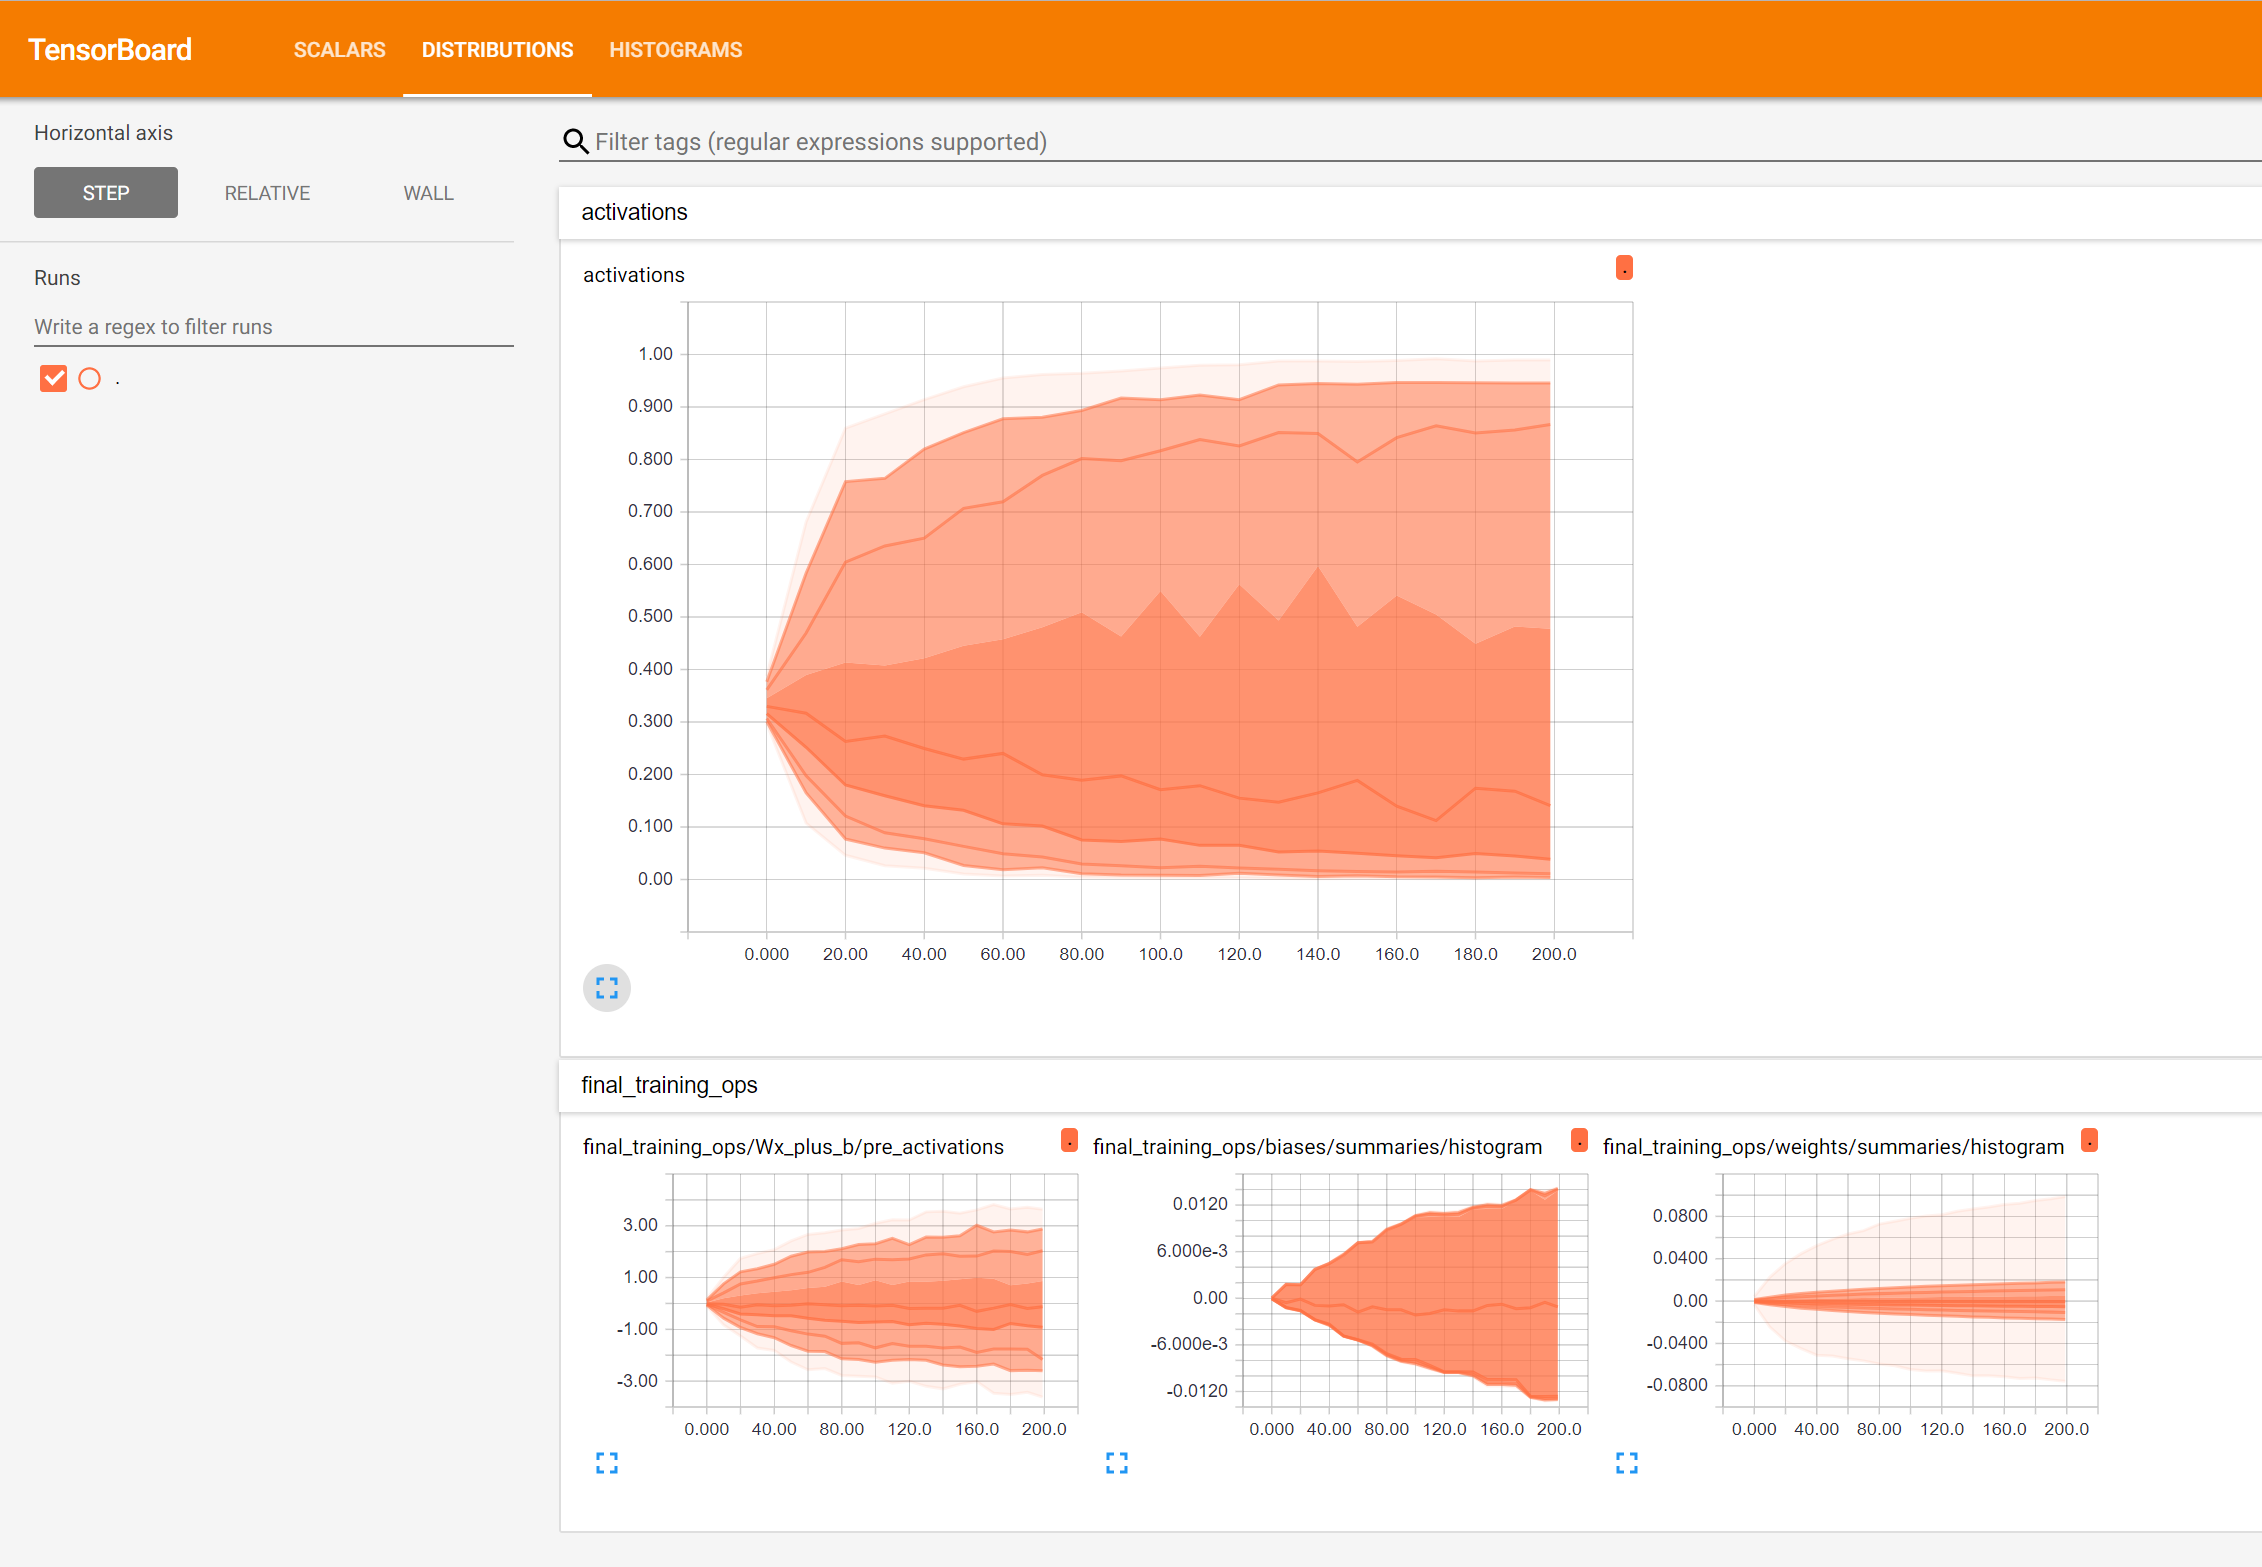 TensorBoard SCALARS DISTRIBUTIONS HISTOGRAMS
Horizontal axis
STEP RELATIVE WALL
Runs
Write a regex to filter runs
.
Filter tags (regular expressions supported)
activations
activations .
1.00
0.900
0.800
0.700
0.600
0.500
0.400
0.300
0.200
0.100
0.00
0.000 20.00 40.00 60.00 80.00 100.0 120.0 140.0 160.0 180.0 200.0
final_training_ops
final_training_ops/Wx_plus_b/pre_activations .
3.00
1.00
-1.00
-3.00
0.000 40.00 80.00 120.0 160.0 200.0
final_training_ops/biases/summaries/histogram .
0.0120
6.000e-3
0.00
-6.000e-3
-0.0120
0.000 40.00 80.00 120.0 160.0 200.0
final_training_ops/weights/summaries/histogram .
0.0800
0.0400
0.00
-0.0400
-0.0800
0.000 40.00 80.00 120.0 160.0 200.0